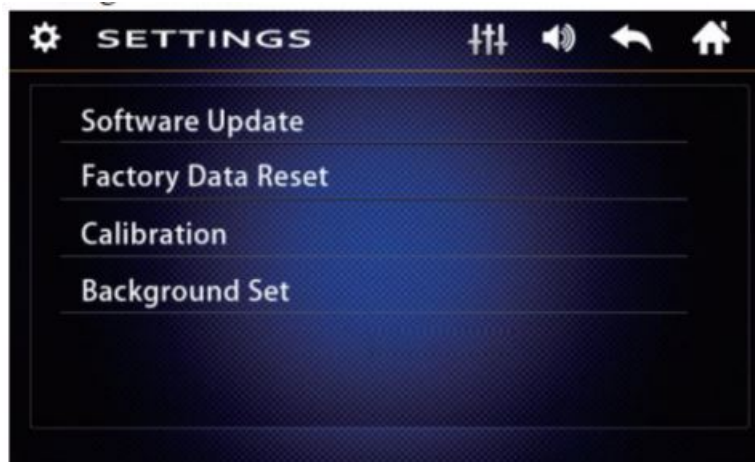 SETTINGS
Software Update
Factory Data Reset
Calibration
Background Set